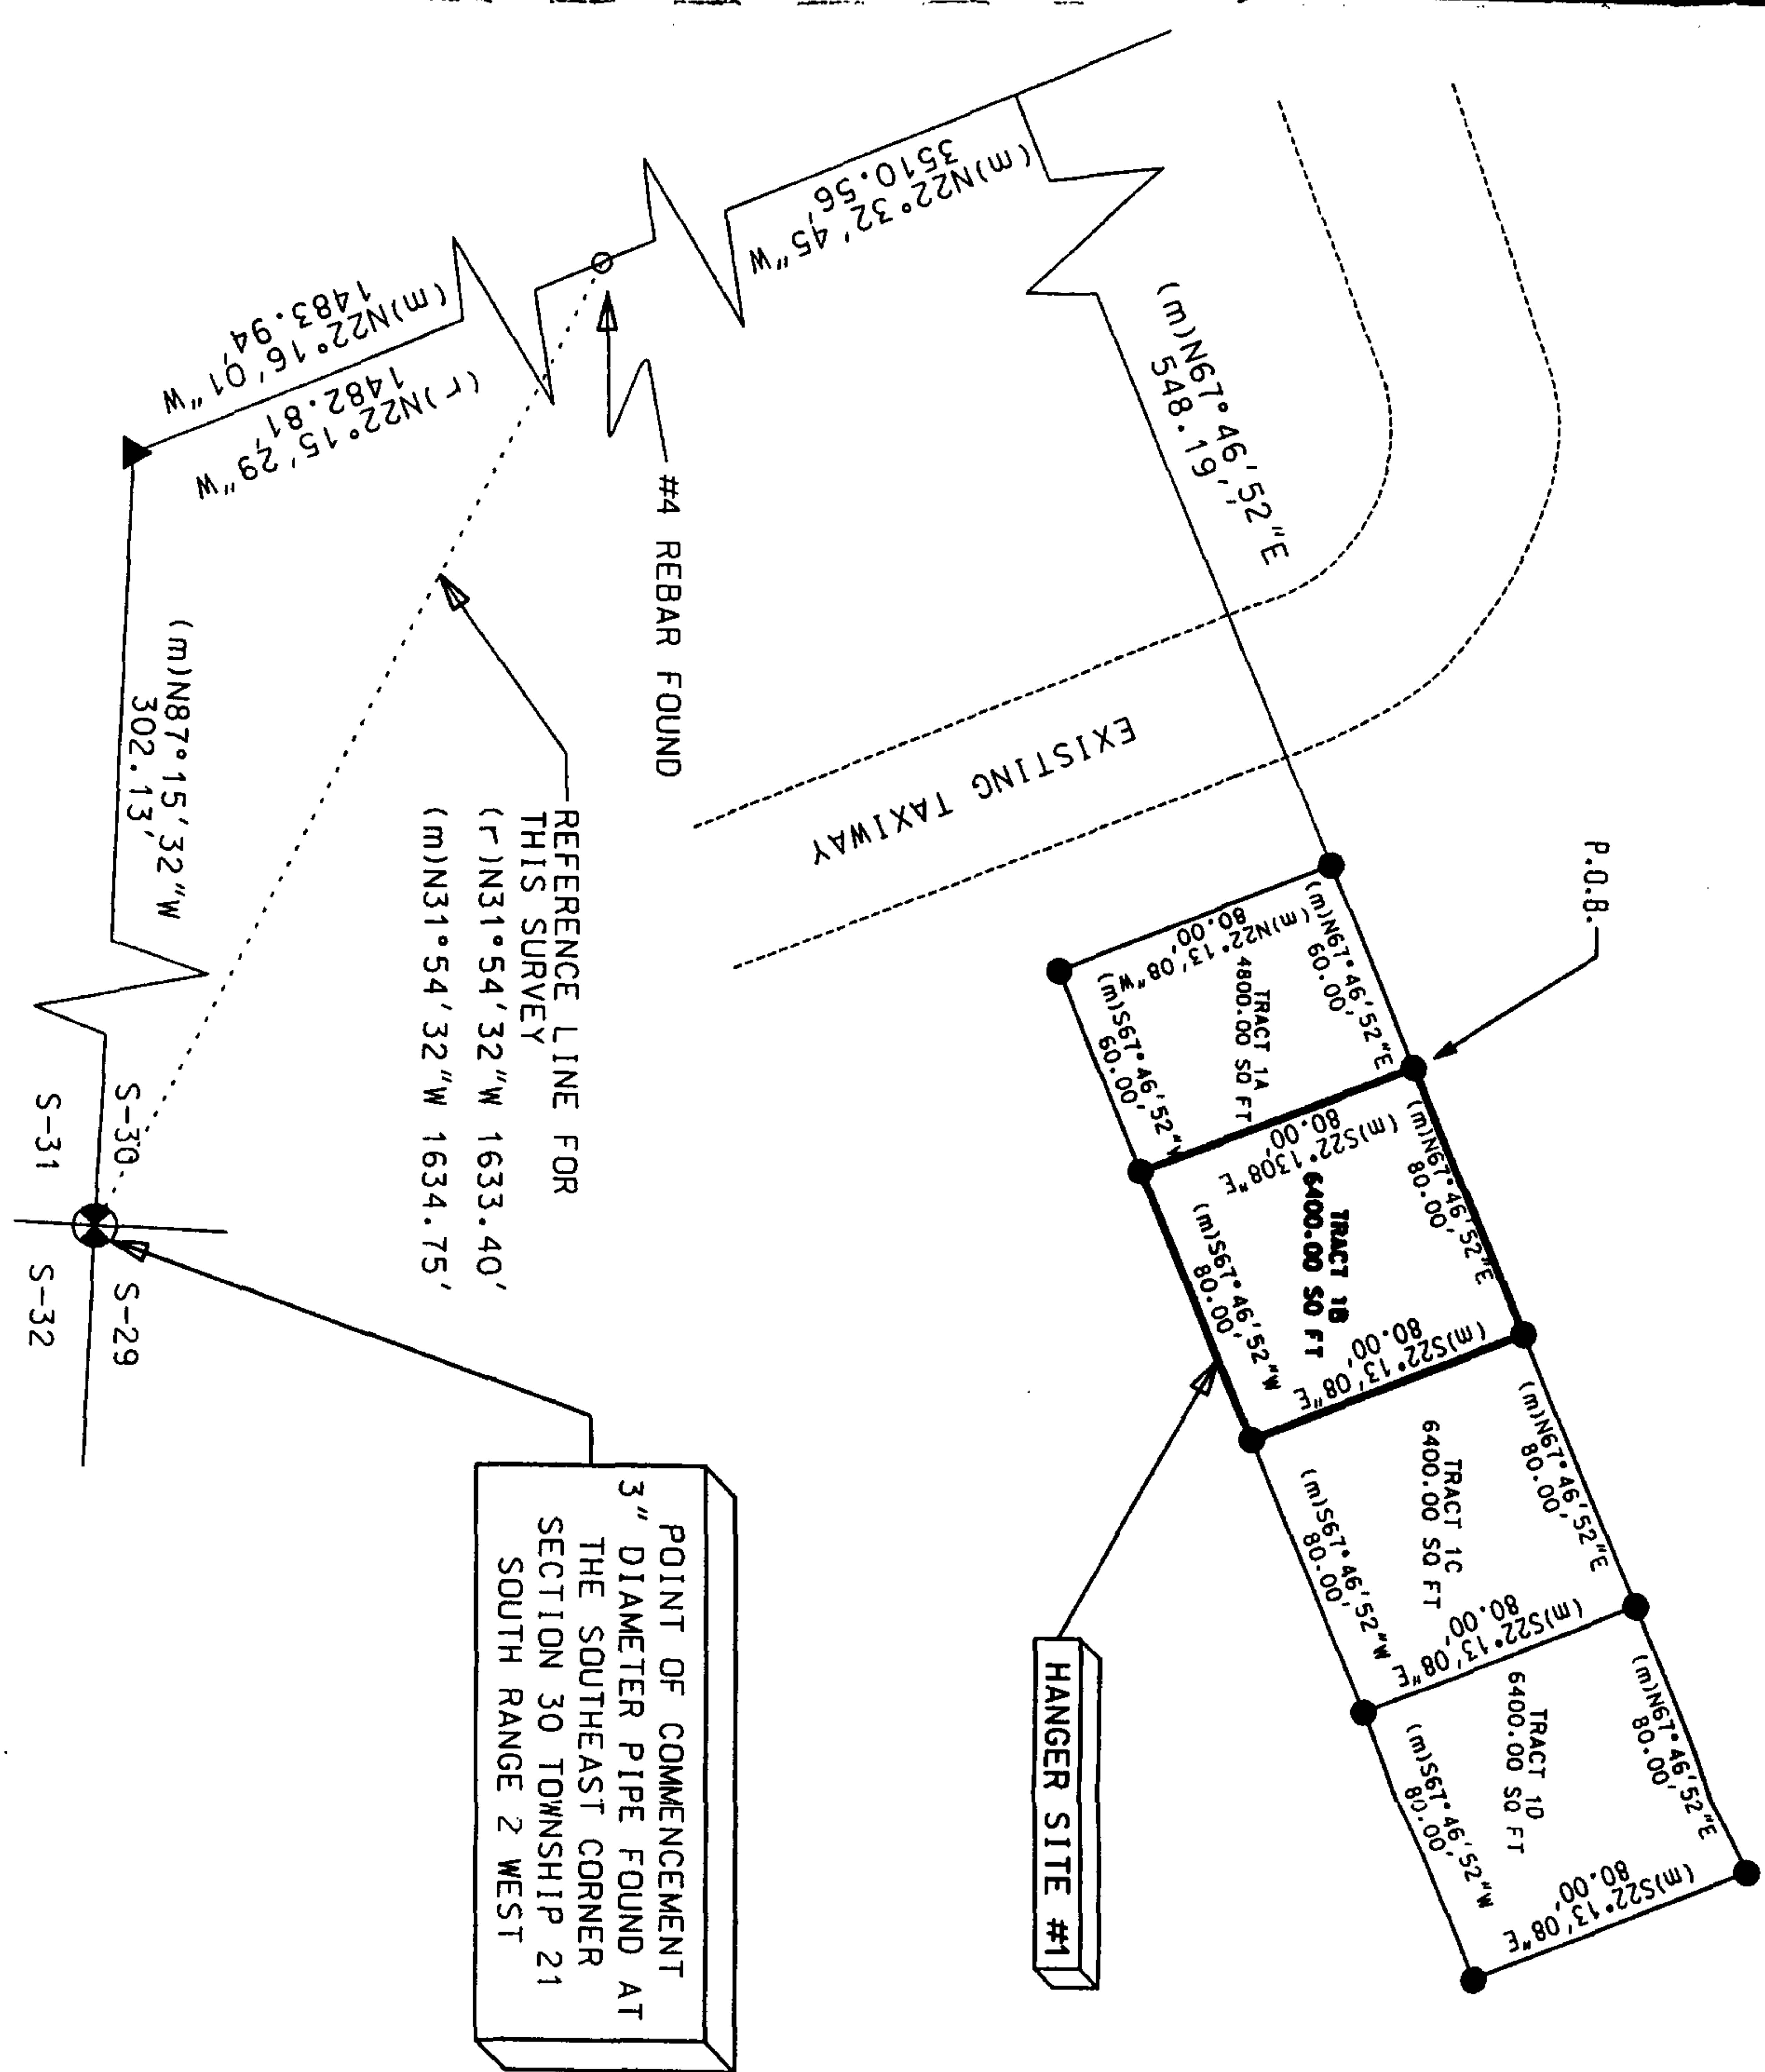 (m)N22°32'45"W
3510.56'
(m)N67°46'52"E
548.19'
P.O.B.
EXISTING TAXIWAY
(m)N67°46'52"E
60.00'
(m)N22°13'08"W
80.00'
TRACT 1A
4800.00 SQ FT
(m)S67°46'52"W
60.00'
(m)N67°46'52"E
80.00'
(m)S22°1308"E
80.00'
TRACT 1B
6400.00 SQ FT
(m)S67°46'52"W
80.00'
(m)S22°13'08"E
80.00'
(m)N67°46'52"E
80.00'
TRACT 1C
6400.00 SQ FT
(m)S67°46'52"W
80.00'
(m)S22°13'08"E
80.00'
(m)N67°46'52"E
80.00'
TRACT 1D
6400.00 SQ FT
(m)S67°46'52"W
80.00'
(m)S22°13'08"E
80.00'
HANGER SITE #1
#4 REBAR FOUND
(m)N22°16'01"W
1483.94'
(r)N22°15'29"W
1482.81'
REFERENCE LINE FOR
THIS SURVEY
(r)N31°54'32"W 1633.40'
(m)N31°54'32"W 1634.75'
(m)N87°15'32"W
302.13'
S-30
S-29
S-31
S-32
POINT OF COMMENCEMENT
3" DIAMETER PIPE FOUND AT
THE SOUTHEAST CORNER
SECTION 30 TOWNSHIP 21
SOUTH RANGE 2 WEST